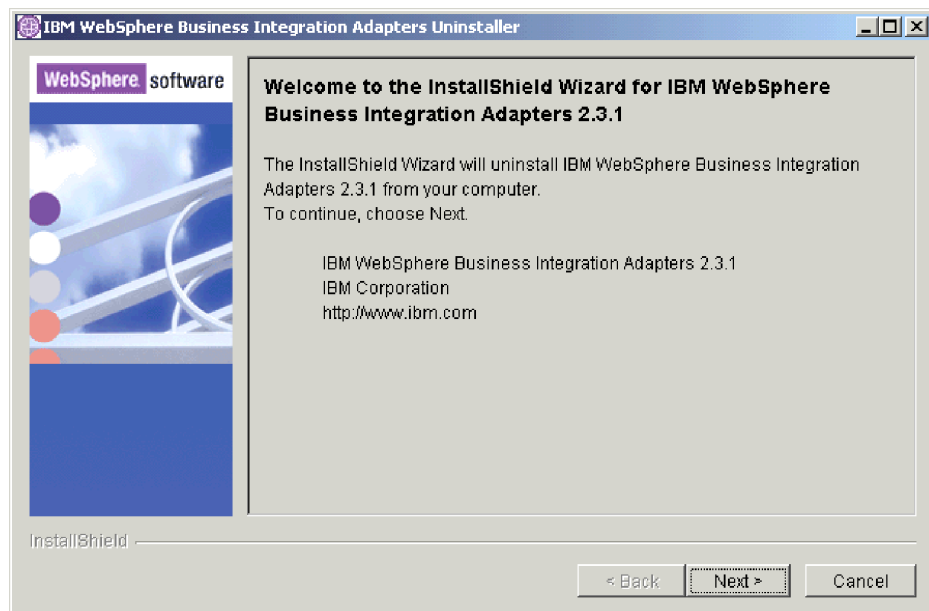 IBM WebSphere Business Integration Adapters Uninstaller
WebSphere software
Welcome to the InstallShield Wizard for IBM WebSphere
Business Integration Adapters 2.3.1
The InstallShield Wizard will uninstall IBM WebSphere Business Integration
Adapters 2.3.1 from your computer.
To continue, choose Next.
IBM WebSphere Business Integration Adapters 2.3.1
IBM Corporation
http://www.ibm.com
InstallShield
< Back
Next >
Cancel